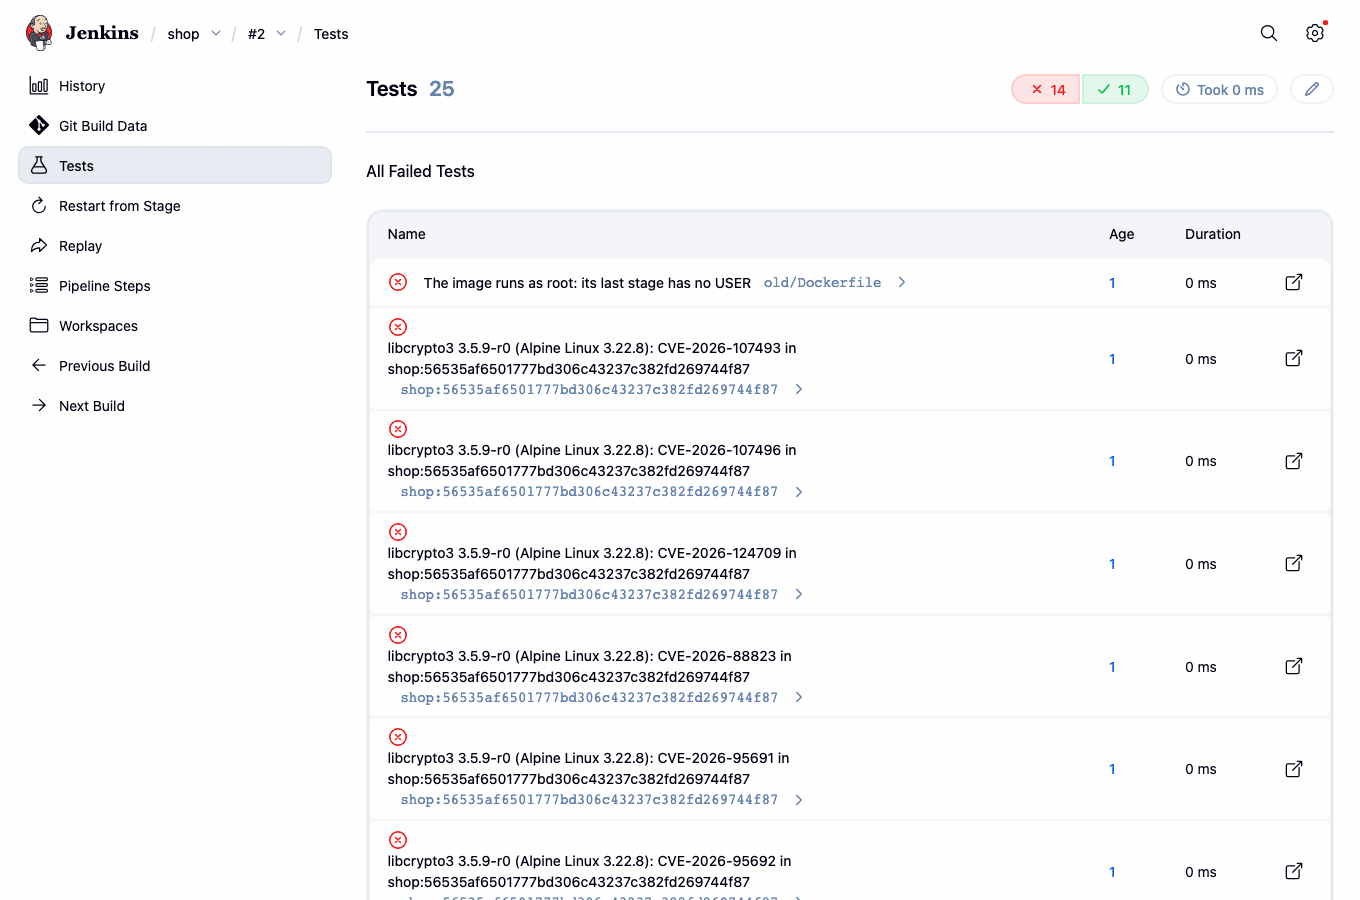 Jenkins / shop / #2 / Tests
History
Git Build Data
Tests
Restart from Stage
Replay
Pipeline Steps
Workspaces
Previous Build
Next Build
Tests 25
14
11
Took 0 ms
All Failed Tests
Name Age Duration
The image runs as root: its last stage has no USER old/Dockerfile 1 0 ms
libcrypto3 3.5.9-r0 (Alpine Linux 3.22.8): CVE-2026-107493 in
shop:56535af6501777bd306c43237c382fd269744f87
shop:56535af6501777bd306c43237c382fd269744f87
1 0 ms
libcrypto3 3.5.9-r0 (Alpine Linux 3.22.8): CVE-2026-107496 in
shop:56535af6501777bd306c43237c382fd269744f87
shop:56535af6501777bd306c43237c382fd269744f87
1 0 ms
libcrypto3 3.5.9-r0 (Alpine Linux 3.22.8): CVE-2026-124709 in
shop:56535af6501777bd306c43237c382fd269744f87
shop:56535af6501777bd306c43237c382fd269744f87
1 0 ms
libcrypto3 3.5.9-r0 (Alpine Linux 3.22.8): CVE-2026-88823 in
shop:56535af6501777bd306c43237c382fd269744f87
shop:56535af6501777bd306c43237c382fd269744f87
1 0 ms
libcrypto3 3.5.9-r0 (Alpine Linux 3.22.8): CVE-2026-95691 in
shop:56535af6501777bd306c43237c382fd269744f87
shop:56535af6501777bd306c43237c382fd269744f87
1 0 ms
libcrypto3 3.5.9-r0 (Alpine Linux 3.22.8): CVE-2026-95692 in
shop:56535af6501777bd306c43237c382fd269744f87
1 0 ms